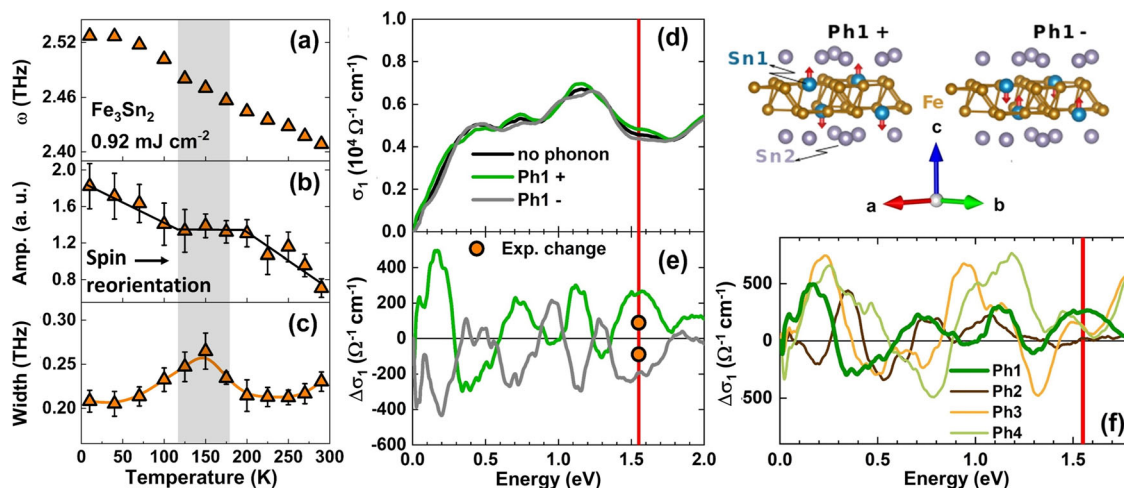 (a)
ω (THz)
2.52
2.46
2.40
Fe3Sn2
0.92 mJ cm-2
(b)
Amp. (a. u.)
2.0
1.6
1.2
0.8
Spin
reorientation
(c)
Width (THz)
0.30
0.25
0.20
0 50 100 150 200 250 300
Temperature (K)
(d)
σ1 (10^4 Ω-1 cm-1)
1.0
0.8
0.6
0.4
0.2
0.0
no phonon
Ph1 +
Ph1 -
(e)
Exp. change
Δσ1 (Ω-1 cm-1)
400
200
0
-200
-400
-600
0.0 0.5 1.0 1.5 2.0
Energy (eV)
Ph1 +
Ph1 -
Sn1
Fe
Sn2
c
a
b
Δσ1 (Ω-1 cm-1)
500
0
-500
Ph1
Ph2
Ph3
Ph4
(f)
0.0 0.5 1.0 1.5
Energy (eV)